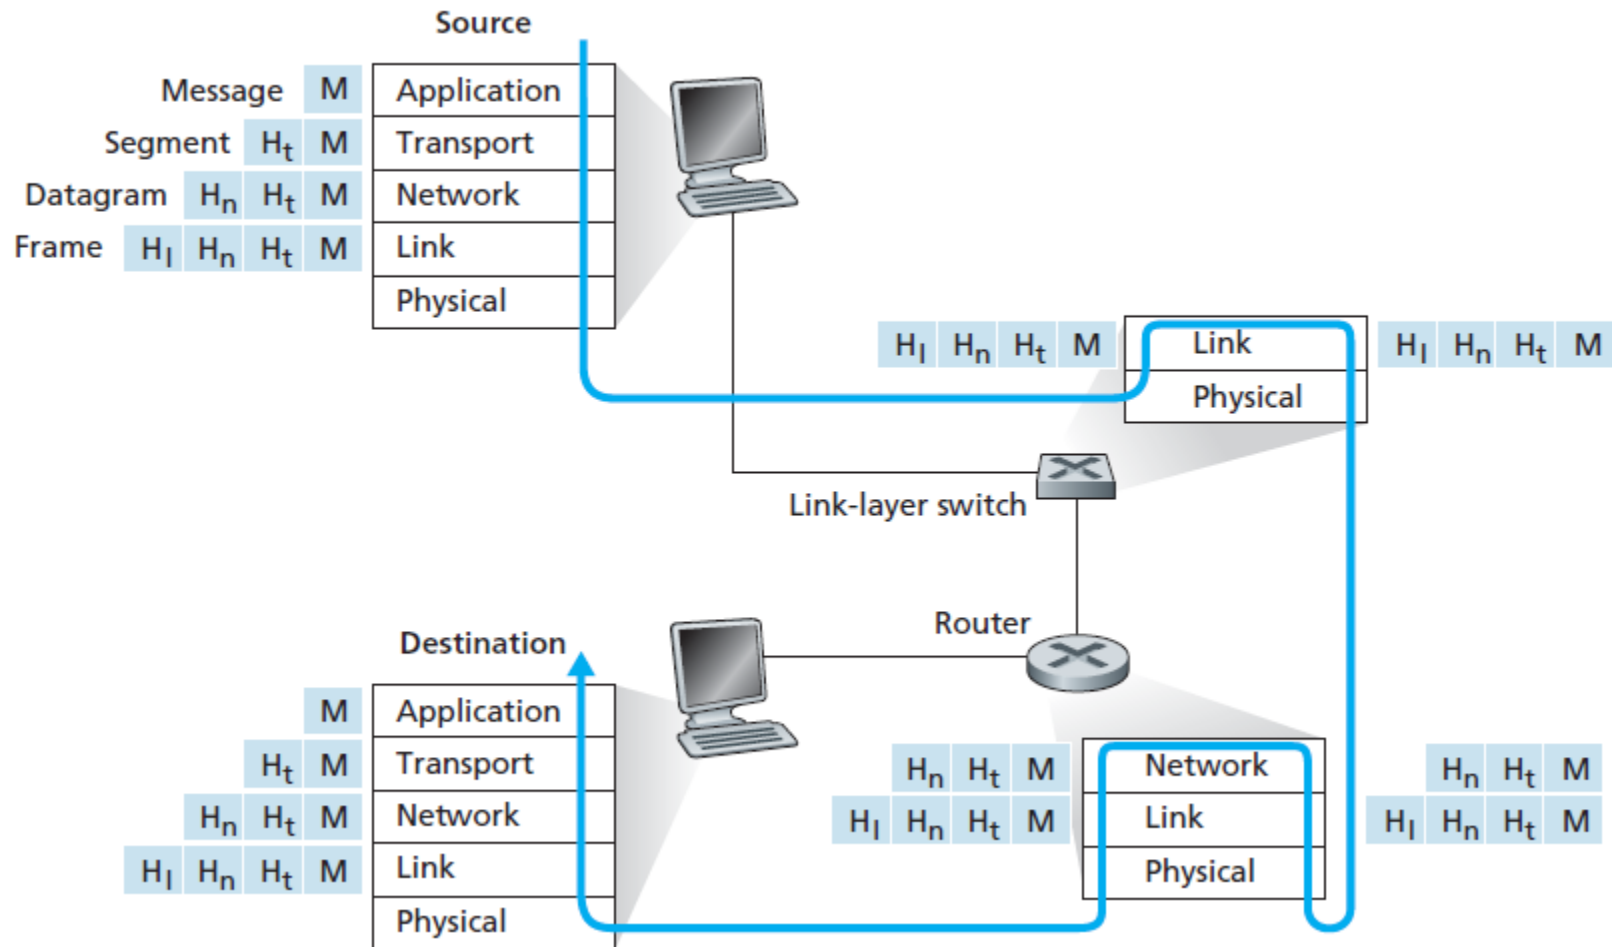 Source
Message M Application
Segment Ht M Transport
Datagram Hn Ht M Network
Frame Hl Hn Ht M Link
Physical
Hl Hn Ht M Link Hl Hn Ht M
Physical
Link-layer switch
Router
Destination
M Application
Ht M Transport
Hn Ht M Network
Hl Hn Ht M Link
Physical
Hn Ht M Network Hn Ht M
Hl Hn Ht M Link Hl Hn Ht M
Physical